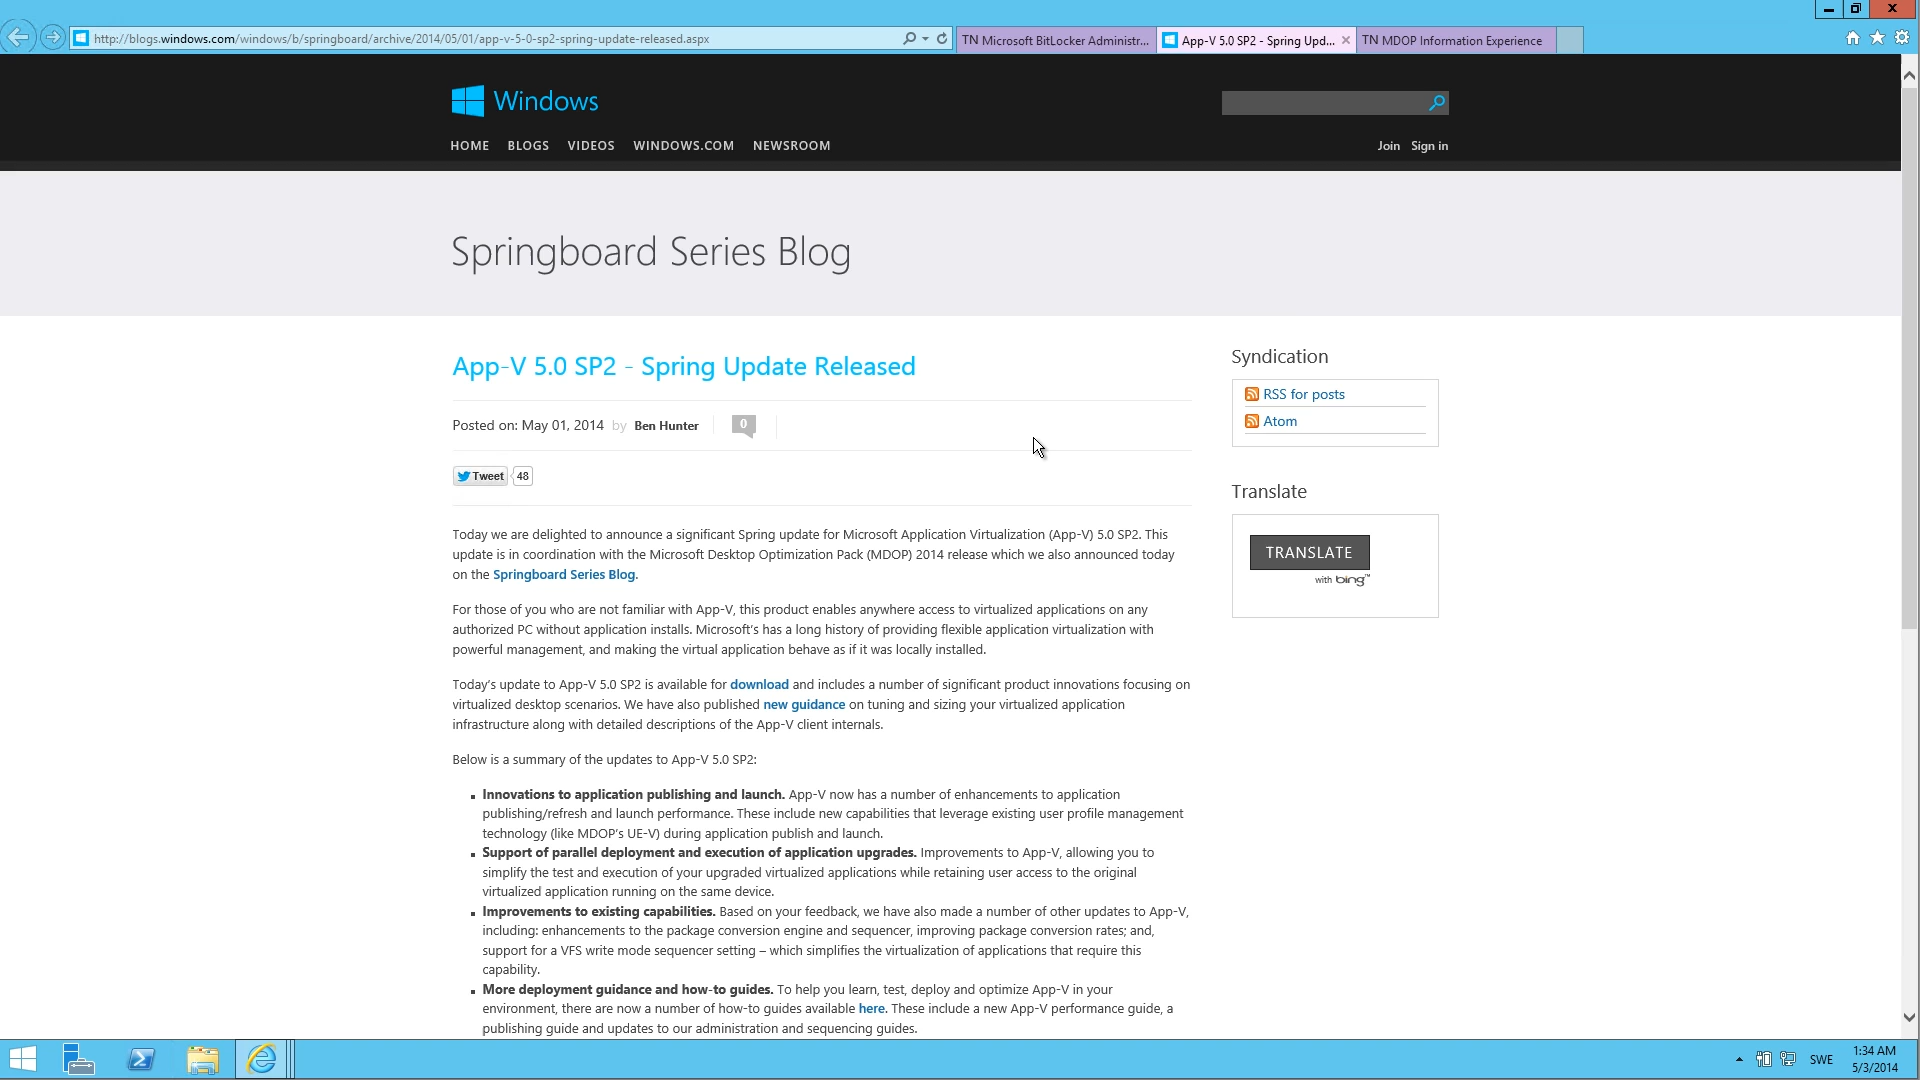 http://blogs.windows.com/windows/b/springboard/archive/2014/05/01/app-v-5-0-sp2-spring-update-released.aspx
TN Microsoft BitLocker Administr...
App-V 5.0 SP2 - Spring Upd...
TN MDOP Information Experience
Windows
HOME BLOGS VIDEOS WINDOWS.COM NEWSROOM
Join Sign in
Springboard Series Blog
App-V 5.0 SP2 - Spring Update Released
Posted on: May 01, 2014 by Ben Hunter 0
Tweet 48
Today we are delighted to announce a significant Spring update for Microsoft Application Virtualization (App-V) 5.0 SP2. This
update is in coordination with the Microsoft Desktop Optimization Pack (MDOP) 2014 release which we also announced today
on the Springboard Series Blog.
For those of you who are not familiar with App-V, this product enables anywhere access to virtualized applications on any
authorized PC without application installs. Microsoft's has a long history of providing flexible application virtualization with
powerful management, and making the virtual application behave as if it was locally installed.
Today's update to App-V 5.0 SP2 is available for download and includes a number of significant product innovations focusing on
virtualized desktop scenarios. We have also published new guidance on tuning and sizing your virtualized application
infrastructure along with detailed descriptions of the App-V client internals.
Below is a summary of the updates to App-V 5.0 SP2:
Innovations to application publishing and launch. App-V now has a number of enhancements to application
publishing/refresh and launch performance. These include new capabilities that leverage existing user profile management
technology (like MDOP's UE-V) during application publish and launch.
Support of parallel deployment and execution of application upgrades. Improvements to App-V, allowing you to
simplify the test and execution of your upgraded virtualized applications while retaining user access to the original
virtualized application running on the same device.
Improvements to existing capabilities. Based on your feedback, we have also made a number of other updates to App-V,
including: enhancements to the package conversion engine and sequencer, improving package conversion rates; and,
support for a VFS write mode sequencer setting – which simplifies the virtualization of applications that require this
capability.
More deployment guidance and how-to guides. To help you learn, test, deploy and optimize App-V in your
environment, there are now a number of how-to guides available here. These include a new App-V performance guide, a
publishing guide and updates to our administration and sequencing guides.
Syndication
RSS for posts
Atom
Translate
TRANSLATE
with bing™
SWE
1:34 AM
5/3/2014